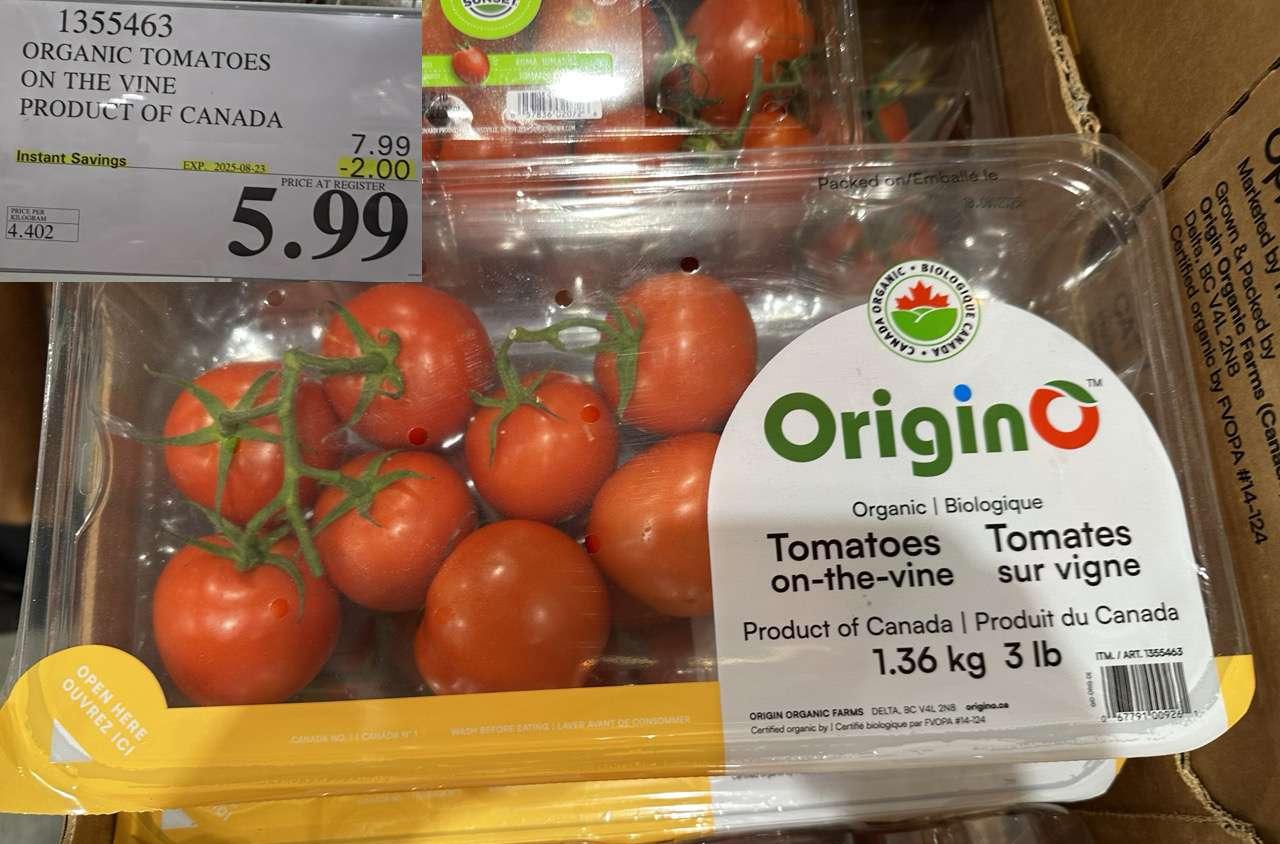 1355463
ORGANIC TOMATOES
ON THE VINE
PRODUCT OF CANADA
7.99
Instant Savings EXP. 2025-08-23 -2.00
PRICE AT REGISTER
5.99
PRICE PER
KILOGRAM
4.402
SUNSET
ROMA TOMATOES
Packed on/Emballé le
CANADA ORGANIC • BIOLOGIQUE CANADA •
OriginO™
Organic | Biologique
Tomatoes Tomates
on-the-vine sur vigne
Product of Canada | Produit du Canada
1.36 kg 3 lb
ITM. / ART. 1355463
ORIGIN ORGANIC FARMS DELTA, BC V4L 2N8 origino.ca
Certified organic by | Certifié biologique par FVOPA #14-124
OPEN HERE
OUVREZ ICI
CANADA NO. 1 | CANADA Nº 1
WASH BEFORE EATING | LAVER AVANT DE CONSOMMER
Marketed by
Grown & Packed by
Origin Organic Farms (Cana
Delta, BC V4L 2N8
Certified organic by FVOPA #14-124